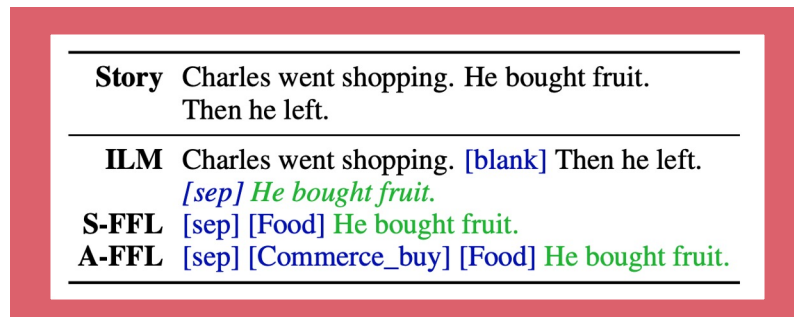 Story Charles went shopping. He bought fruit.
Then he left.
ILM Charles went shopping. [blank] Then he left.
[sep] He bought fruit.
S-FFL [sep] [Food] He bought fruit.
A-FFL [sep] [Commerce_buy] [Food] He bought fruit.